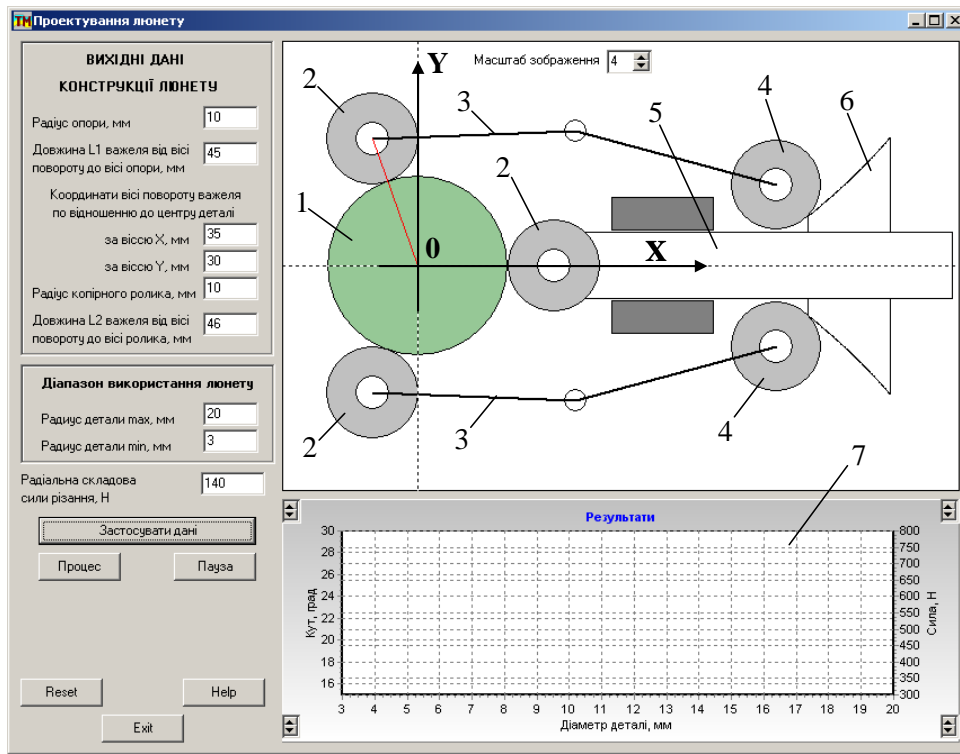 TM Проектування люнету
ВИХІДНІ ДАНІ
КОНСТРУКЦІЇ ЛЮНЕТУ
Радіус опори, мм 10
Довжина L1 важеля від вісі
повороту до вісі опори, мм 45
Координати вісі повороту важеля
по відношенню до центру деталі
за віссю X, мм 35
за віссю Y, мм 30
Радіус копірного ролика, мм 10
Довжина L2 важеля від вісі
повороту до вісі ролика, мм 46
Діапазон використання люнету
Радиус детали max, мм 20
Радиус детали min, мм 3
Радіальна складова
сили різання, Н 140
Застосувати дані
Процес Пауза
Reset Help
Exit
Масштаб зображення 4
Y
2
3
4
6
5
2
1
0
X
2
3
4
7
Результати
Кут, град
30
28
26
24
22
20
18
16
800
750
700
650
600
550
500
450
400
350
300
Сила, Н
3 4 5 6 7 8 9 10 11 12 13 14 15 16 17 18 19 20
Діаметр деталі, мм